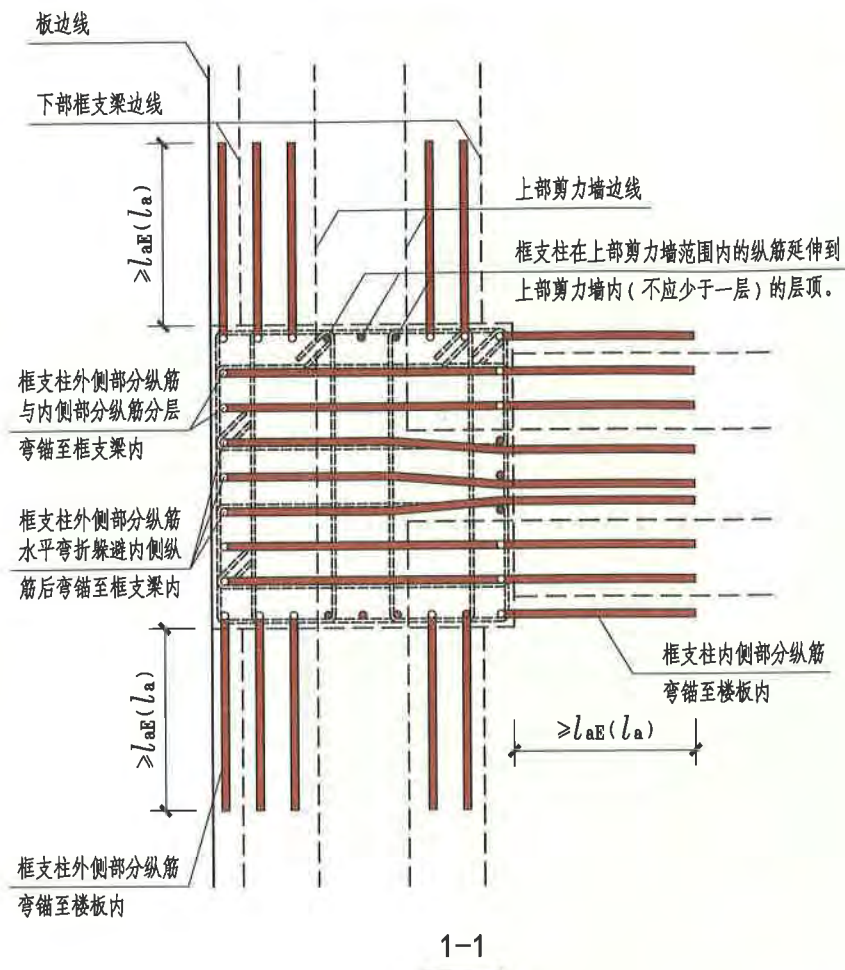 板边线
下部框支梁边线
≥laE(la)
上部剪力墙边线
框支柱在上部剪力墙范围内的纵筋延伸到
上部剪力墙内(不应少于一层)的层顶。
框支柱外侧部分纵筋
与内侧部分纵筋分层
弯锚至框支梁内
框支柱外侧部分纵筋
水平弯折躲避内侧纵
筋后弯锚至框支梁内
框支柱内侧部分纵筋
弯锚至楼板内
≥laE(la)
≥laE(la)
框支柱外侧部分纵筋
弯锚至楼板内
1-1